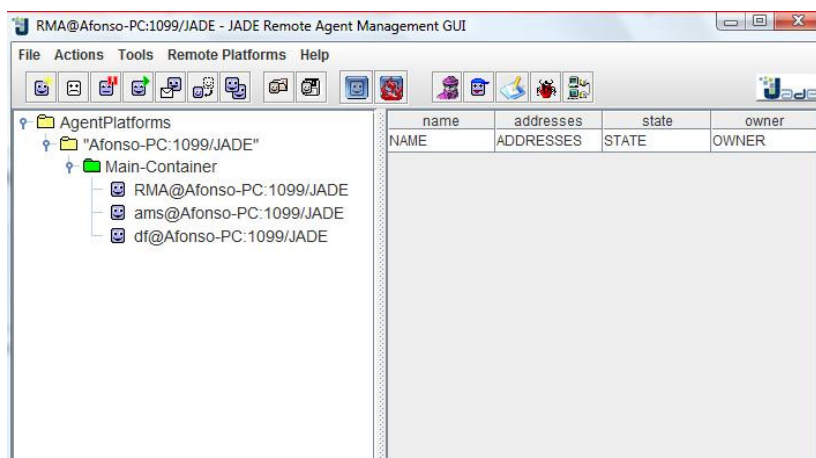 RMA@Afonso-PC:1099/JADE - JADE Remote Agent Management GUI
File Actions Tools Remote Platforms Help
Jade
AgentPlatforms
"Afonso-PC:1099/JADE"
Main-Container
RMA@Afonso-PC:1099/JADE
ams@Afonso-PC:1099/JADE
df@Afonso-PC:1099/JADE
name addresses state owner
NAME ADDRESSES STATE OWNER